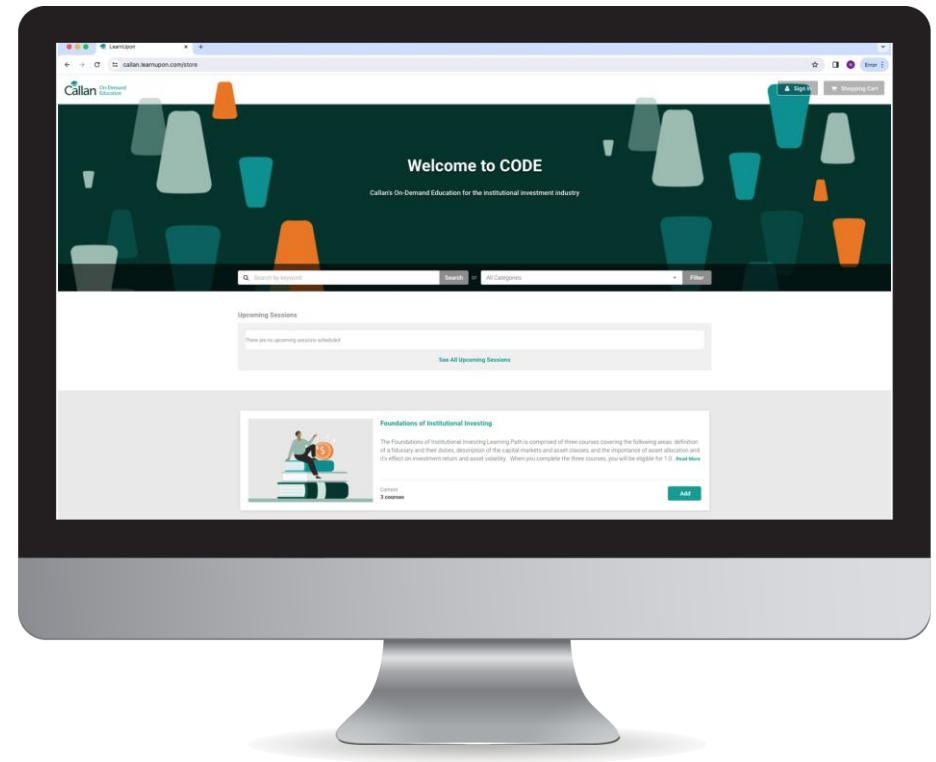 LearnUpon
callan.learnupon.com/store
Error
Callan On-Demand
Education
Sign in
Shopping Cart
Welcome to CODE
Callan's On-Demand Education for the institutional investment industry
Search by keyword
Search or All Categories
Filter
Upcoming Sessions
There are no upcoming sessions scheduled
See All Upcoming Sessions
Foundations of Institutional Investing
The Foundations of Institutional Investing Learning Path is comprised of three courses covering the following areas: definition
of a fiduciary and their duties, description of the capital markets and asset classes, and the importance of asset allocation and
it's effect on investment return and asset volatility. When you complete the three courses, you will be eligible for 1.0 Read More
Content
3 courses
Add